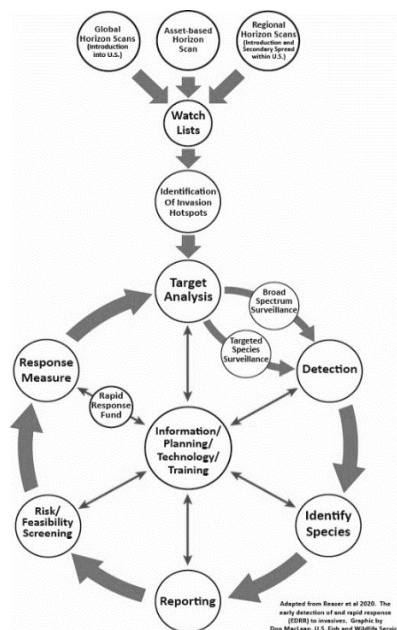 Global
Horizon Scans
(Introduction
into U.S.)
Asset-based
Horizon
Scan
Regional
Horizon Scans
(Introduction and
Secondary Spread
within U.S.)
Watch
Lists
Identification
Of Invasion
Hotspots
Target
Analysis
Broad
Spectrum
Surveillance
Targeted
Species
Surveillance
Response
Measure
Detection
Rapid
Response
Fund
Information/
Planning/
Technology/
Training
Risk/
Feasibility
Screening
Identify
Species
Reporting
Adapted from Reaser et al 2020. The
early detection of and rapid response
(EDRR) to invasives. Graphic by
Don MacLean, U.S. Fish and Wildlife Service